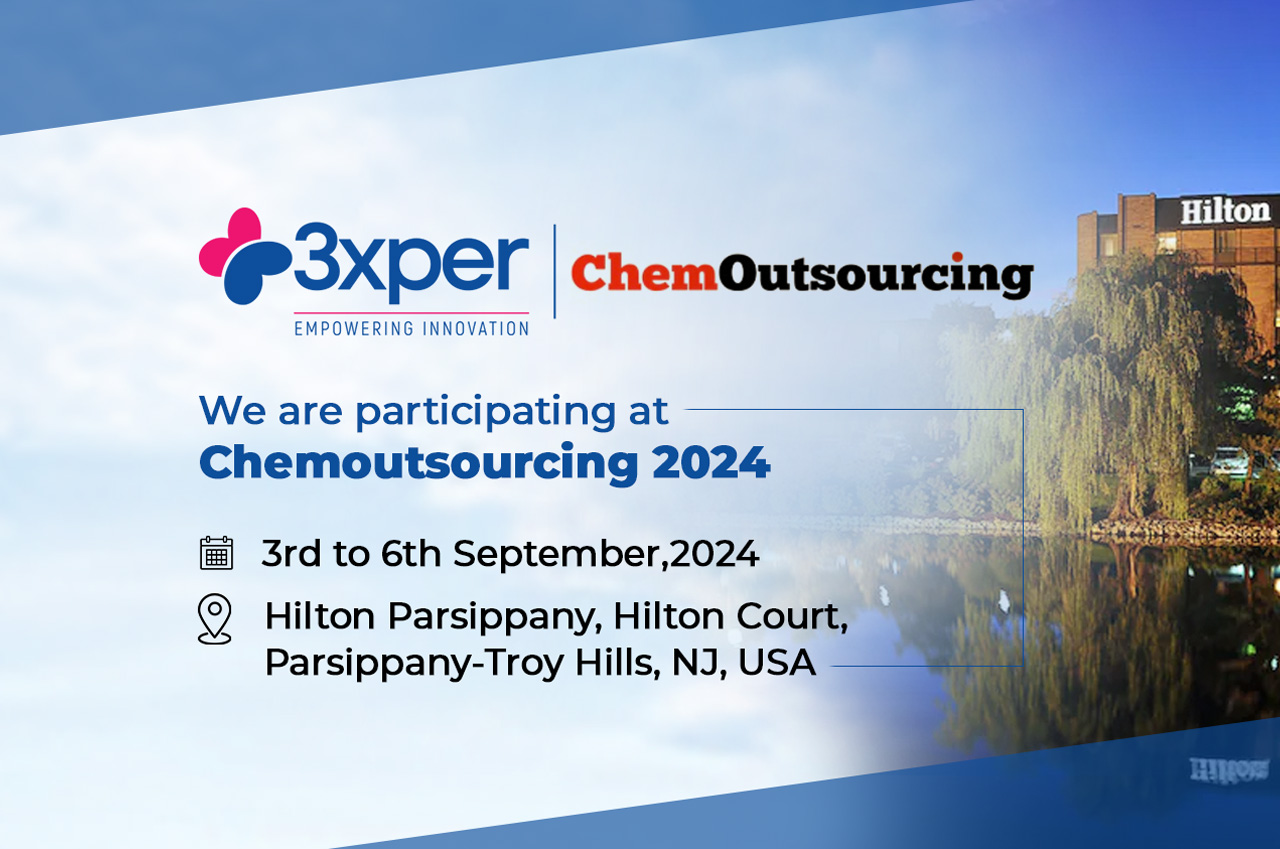 Hilton
3xper
EMPOWERING INNOVATION
ChemOutsourcing
We are participating at
Chemoutsourcing 2024
3rd to 6th September,2024
Hilton Parsippany, Hilton Court,
Parsippany-Troy Hills, NJ, USA
Hilton